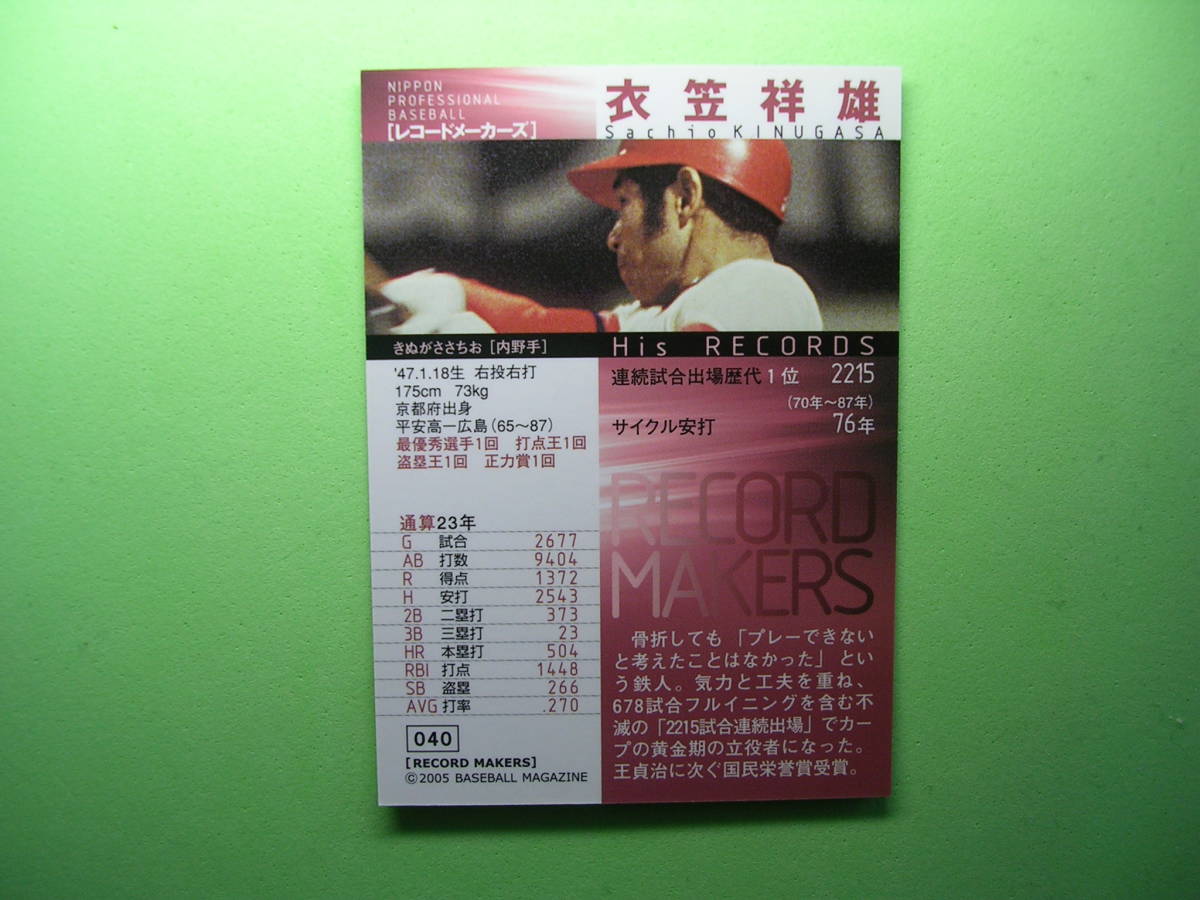 NIPPON
PROFESSIONAL
BASEBALL
[レコードメーカーズ]
衣笠祥雄
Sachio KINUGASA
きぬがささちお [内野手]
'47.1.18生 右投右打
175cm 73kg
京都府出身
平安高ー広島(65〜87)
最優秀選手1回 打点王1回
盗塁王1回 正力賞1回
通算23年
G 試合 2677
AB 打数 9404
R 得点 1372
H 安打 2543
2B 二塁打 373
3B 三塁打 23
HR 本塁打 504
RBI 打点 1448
SB 盗塁 266
AVG 打率 .270
040
[RECORD MAKERS]
©2005 BASEBALL MAGAZINE
His RECORDS
連続試合出場歴代1位 2215
(70年〜87年)
サイクル安打 76年
RECORD
MAKERS
骨折しても「プレーできない
と考えたことはなかった」とい
う鉄人。気力と工夫を重ね、
678試合フルイニングを含む不
滅の「2215試合連続出場」でカー
プの黄金期の立役者になった。
王貞治に次ぐ国民栄誉賞受賞。